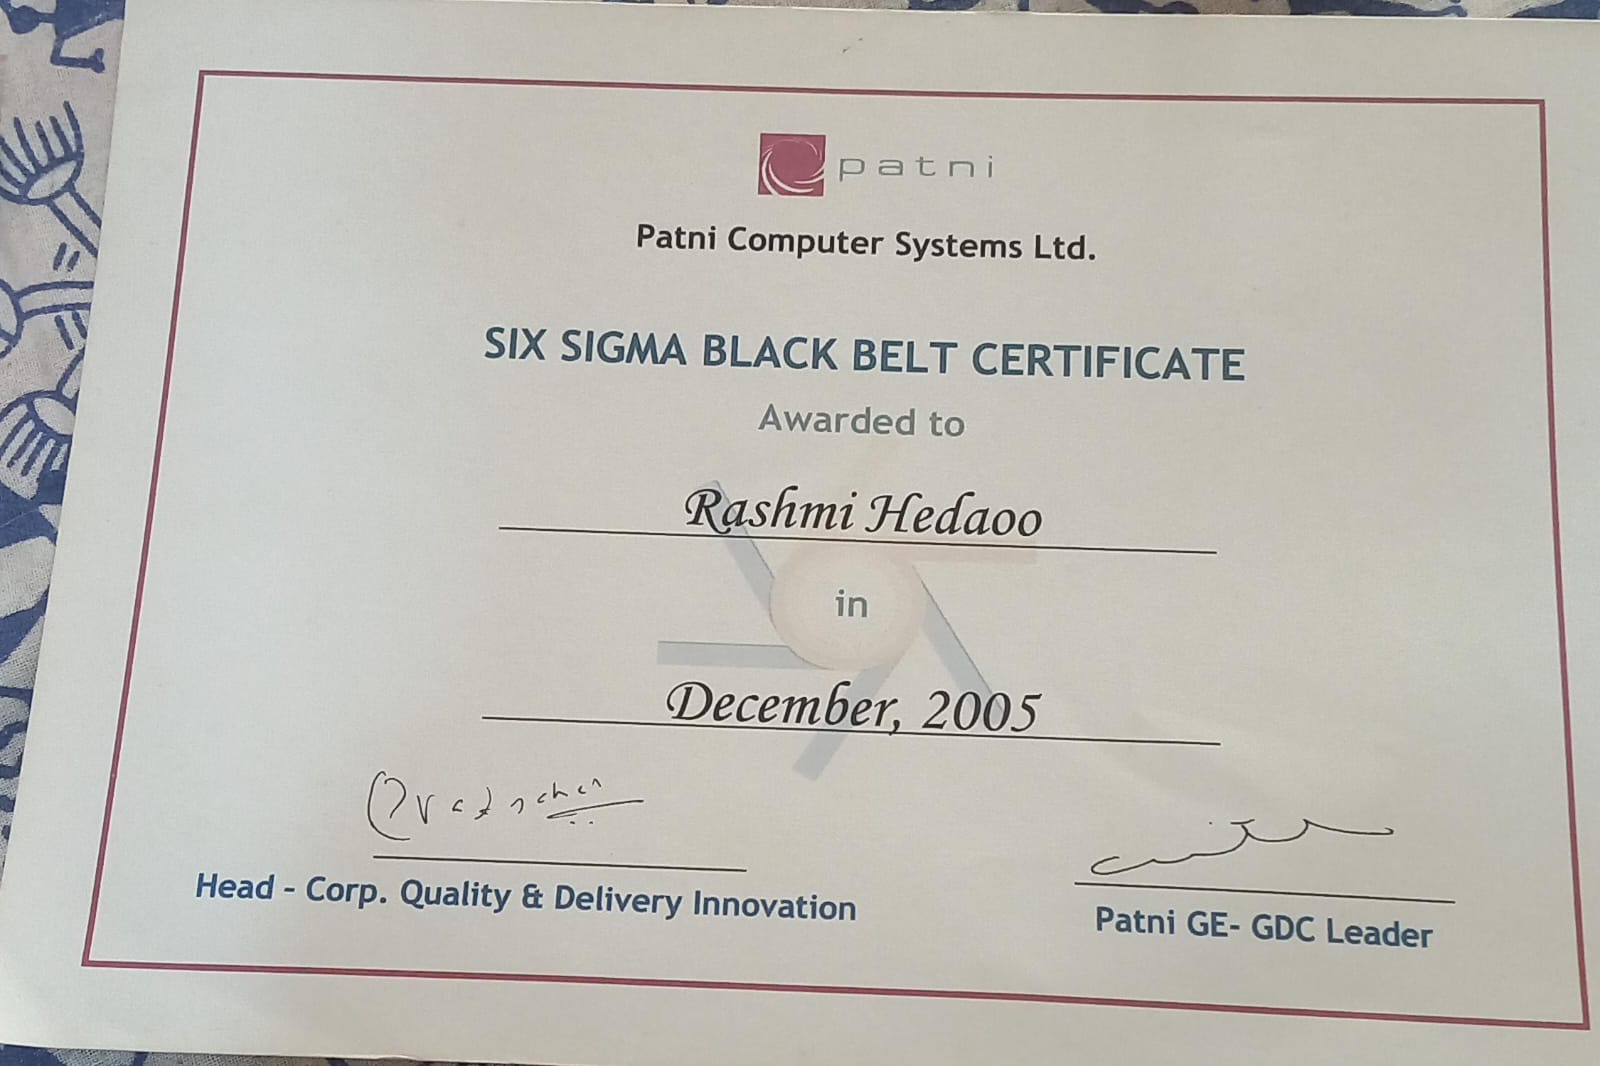 patni
Patni Computer Systems Ltd.
SIX SIGMA BLACK BELT CERTIFICATE
Awarded to
Rashmi Hedaoo
in
December, 2005
Head - Corp. Quality & Delivery Innovation
Patni GE- GDC Leader